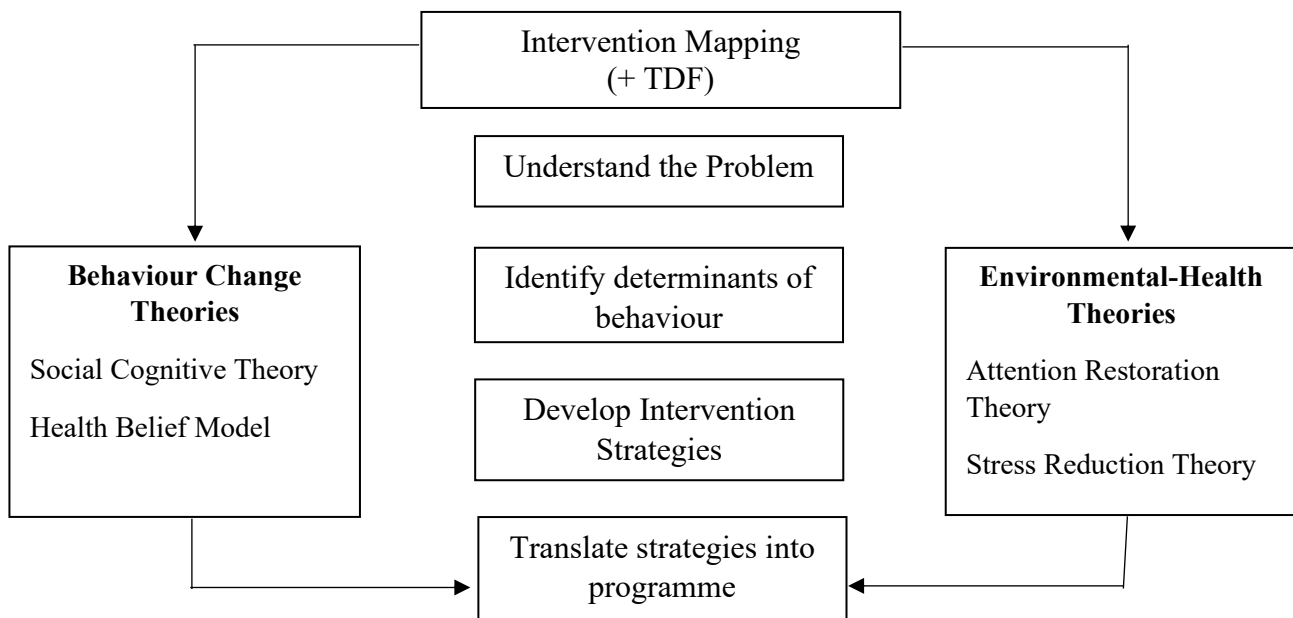 Intervention Mapping
(+ TDF)
Understand the Problem
Behaviour Change
Theories
Social Cognitive Theory
Health Belief Model
Identify determinants of
behaviour
Environmental-Health
Theories
Attention Restoration
Theory
Stress Reduction Theory
Develop Intervention
Strategies
Translate strategies into
programme